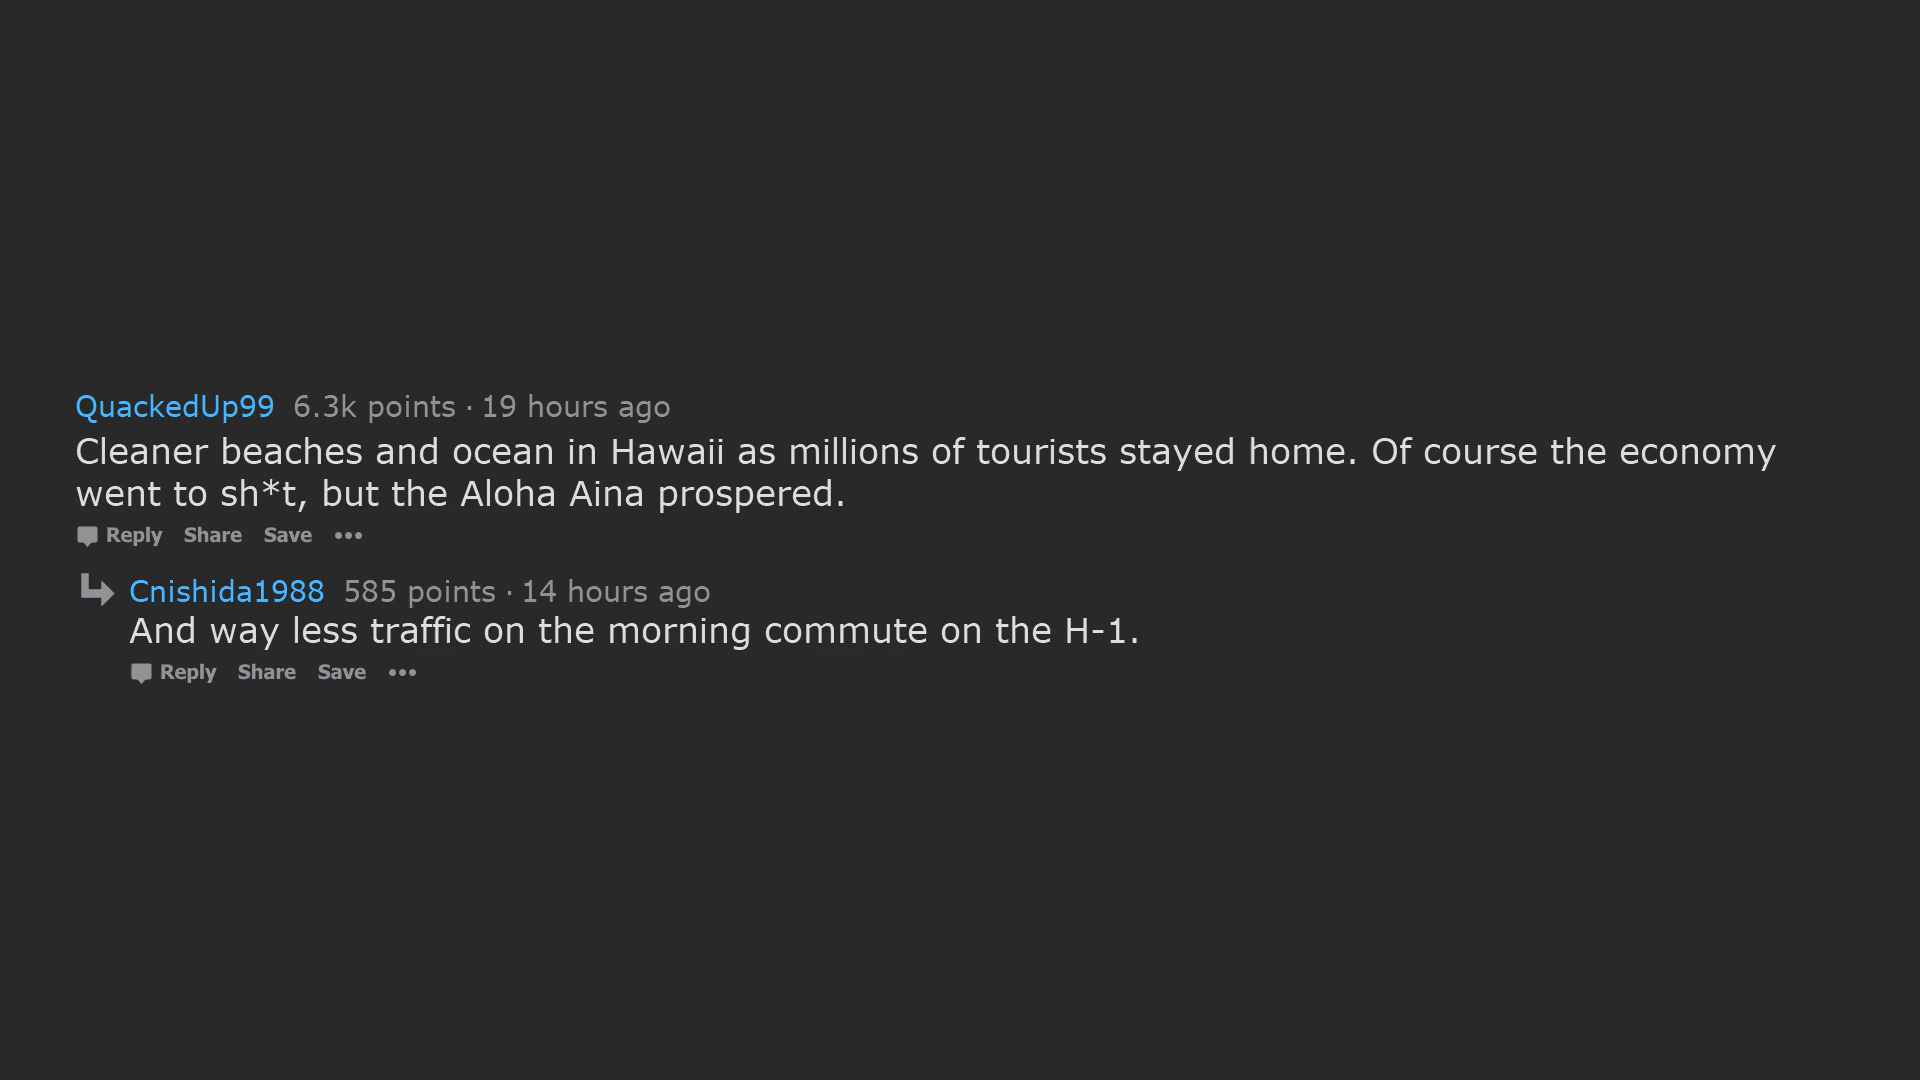 QuackedUp99 6.3k points · 19 hours ago
Cleaner beaches and ocean in Hawaii as millions of tourists stayed home. Of course the economy
went to sh*t, but the Aloha Aina prospered.
Reply Share Save •••
Cnishida1988 585 points · 14 hours ago
And way less traffic on the morning commute on the H-1.
Reply Share Save •••